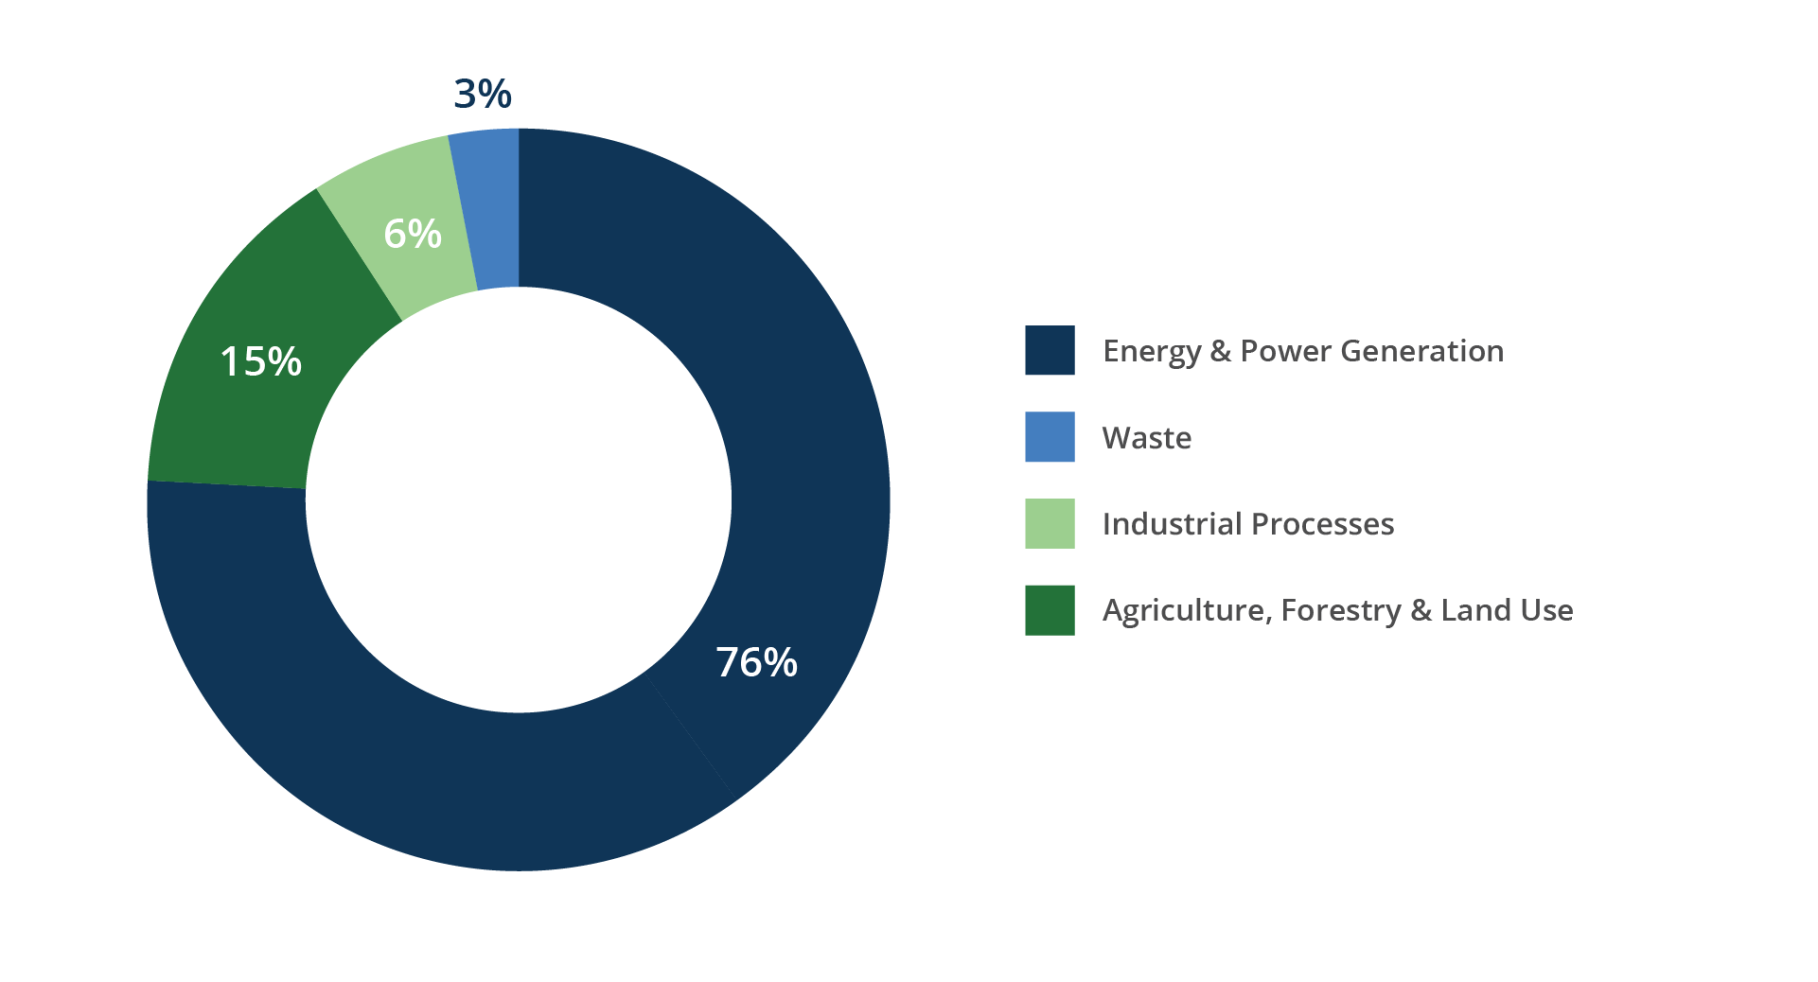 3%
6%
15%
76%
Energy & Power Generation
Waste
Industrial Processes
Agriculture, Forestry & Land Use